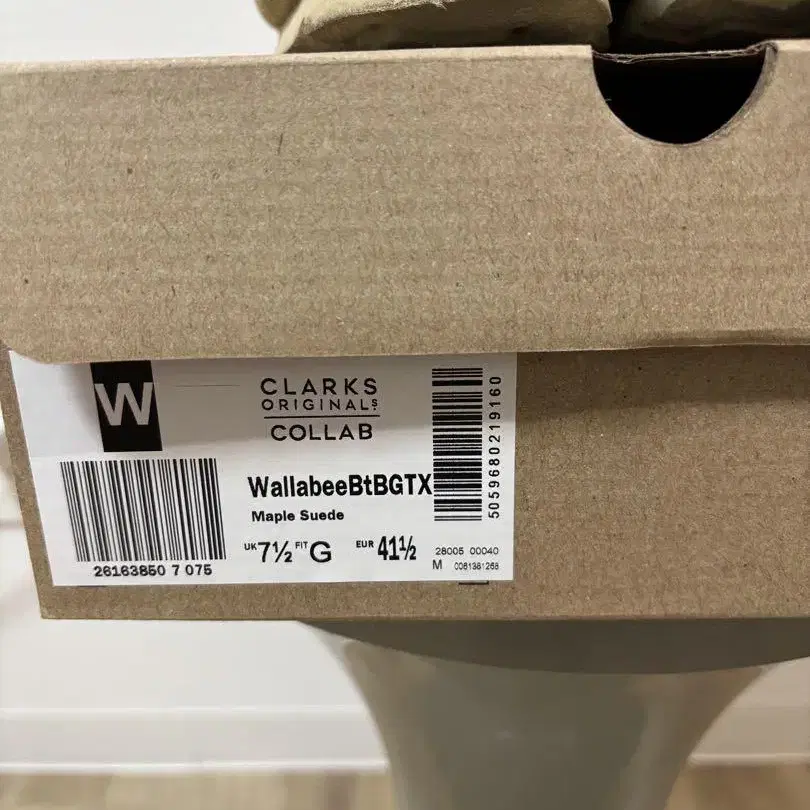 W
CLARKS
ORIGINALS
COLLAB
WallabeeBtBGTX
Maple Suede
UK 7½ FIT G EUR 41½
26163850 7 075
28005 00040
M 0061381268
5059680219160